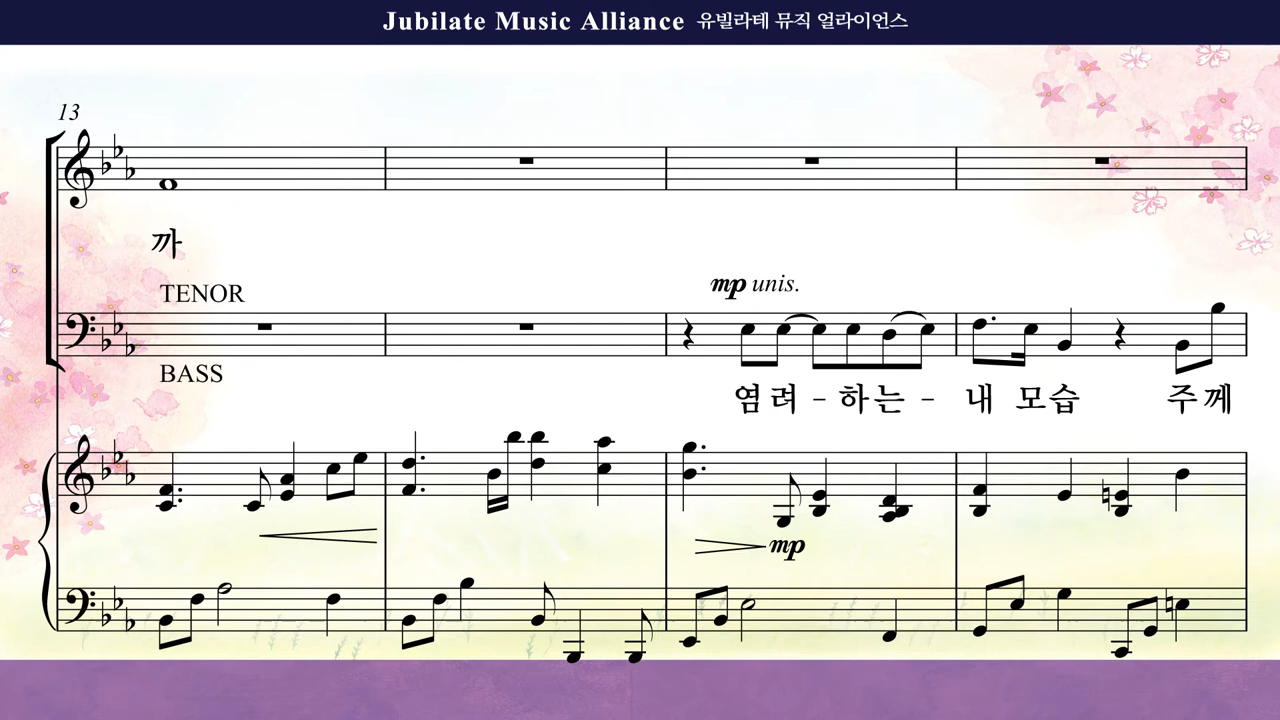 Jubilate Music Alliance 유빌라테 뮤직 얼라이언스
13
까
TENOR
mp unis.
BASS
염 려 - 하 는 - 내 모 습 주 께
mp